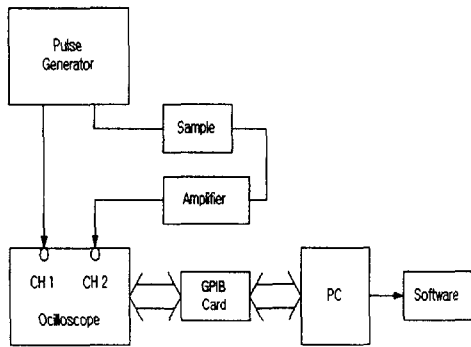 Pulse
Generator
Sample
Amplifier
CH 1 CH 2
Ocilloscope
GPIB
Card
PC
Software